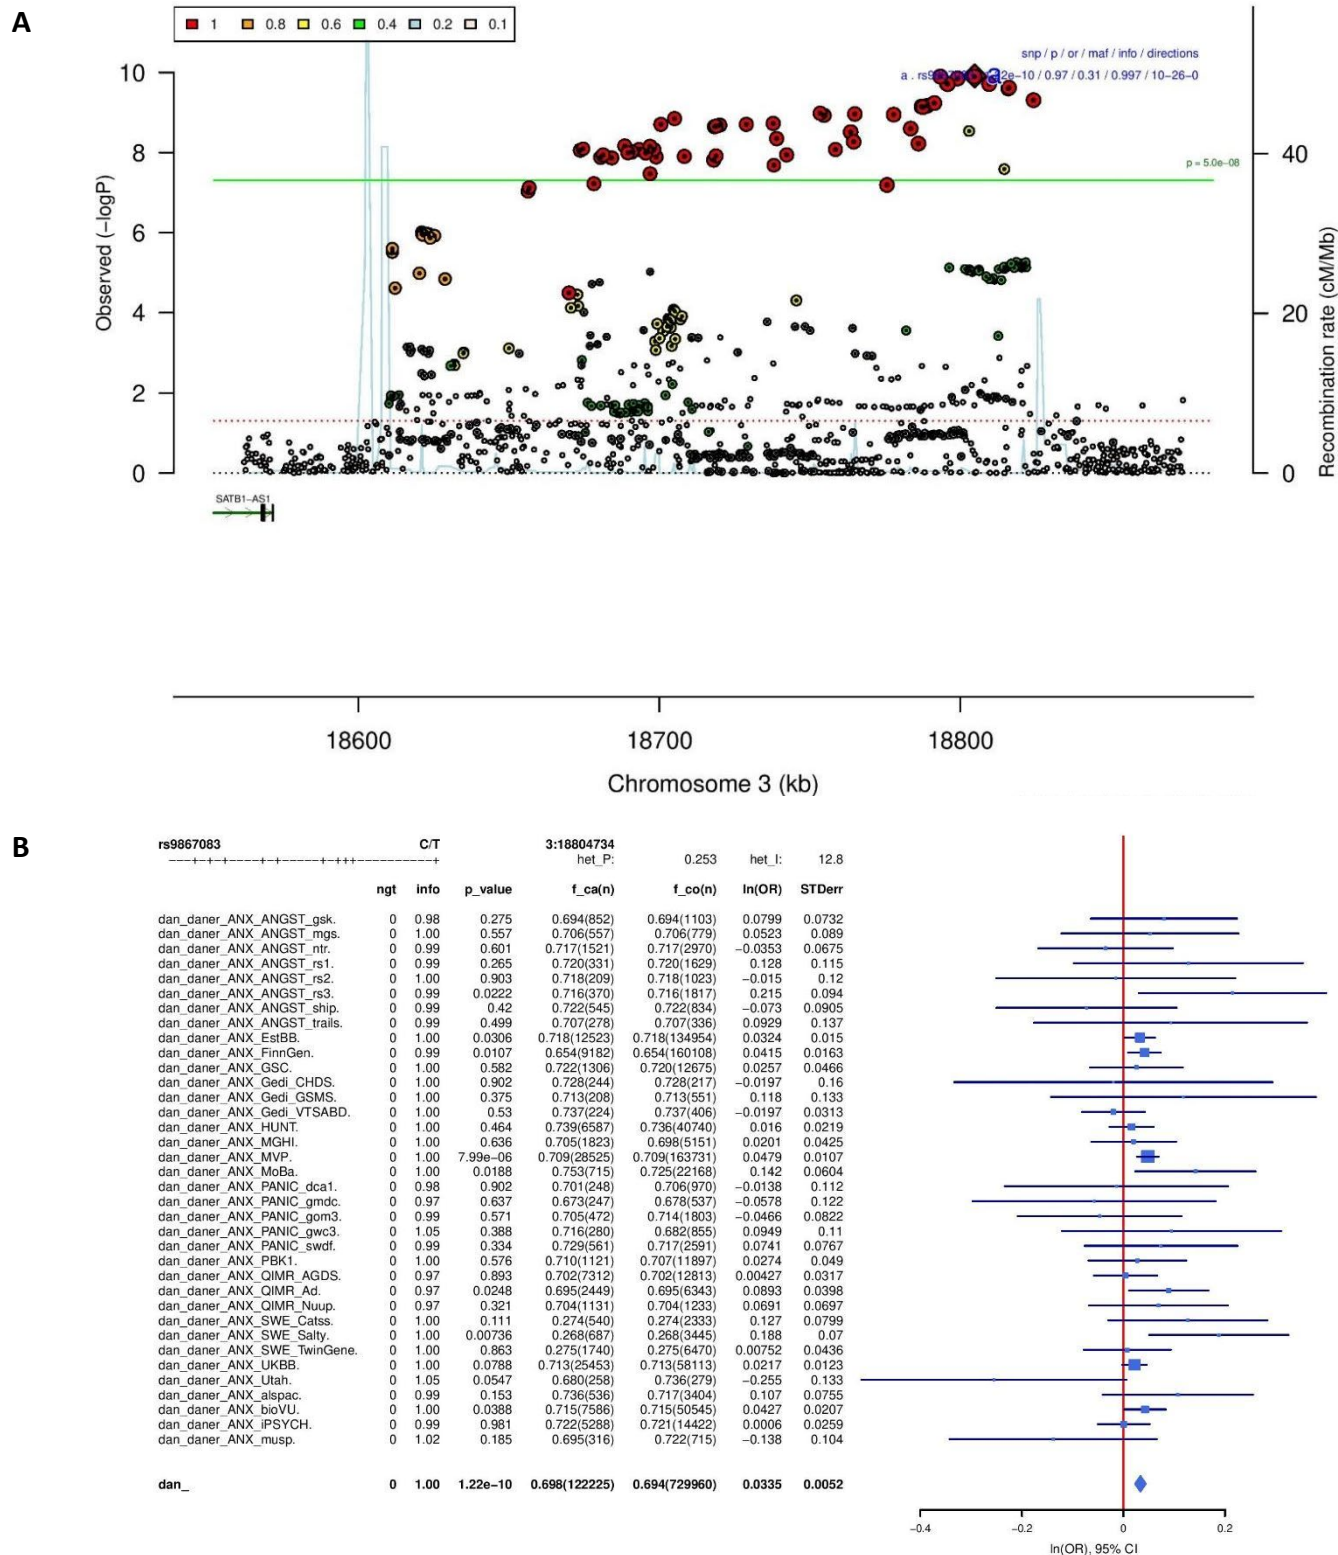 A
1 0.8 0.6 0.4 0.2 0.1
snp / p / or / maf / info / directions
a . rs9 2e-10 / 0.97 / 0.31 / 0.997 / 10-26-0
a
p = 5.0e-08
Observed (-logP)
10
8
6
4
2
0
40
20
0
Recombination rate (cM/Mb)
SATB1-AS1
18600 18700 18800
Chromosome 3 (kb)
B
rs9867083 C/T 3:18804734
het_P: 0.253 het_I: 12.8
ngt info p_value f_ca(n) f_co(n) ln(OR) STDerr
dan_daner_ANX_ANGST_gsk. 0 0.98 0.275 0.694(852) 0.694(1103) 0.0799 0.0732
dan_daner_ANX_ANGST_mgs. 0 1.00 0.557 0.706(557) 0.706(779) 0.0523 0.089
dan_daner_ANX_ANGST_ntr. 0 0.99 0.601 0.717(1521) 0.717(2970) −0.0353 0.0675
dan_daner_ANX_ANGST_rs1. 0 0.99 0.265 0.720(331) 0.720(1629) 0.128 0.115
dan_daner_ANX_ANGST_rs2. 0 1.00 0.903 0.718(209) 0.718(1023) −0.015 0.12
dan_daner_ANX_ANGST_rs3. 0 0.99 0.0222 0.716(370) 0.716(1817) 0.215 0.094
dan_daner_ANX_ANGST_ship. 0 0.99 0.42 0.722(545) 0.722(834) −0.073 0.0905
dan_daner_ANX_ANGST_trails. 0 0.99 0.499 0.707(278) 0.707(336) 0.0929 0.137
dan_daner_ANX_EstBB. 0 1.00 0.0306 0.718(12523) 0.718(134954) 0.0324 0.015
dan_daner_ANX_FinnGen. 0 0.99 0.0107 0.654(9182) 0.654(160108) 0.0415 0.0163
dan_daner_ANX_GSC. 0 1.00 0.582 0.722(1306) 0.720(12675) 0.0257 0.0466
dan_daner_ANX_Gedi_CHDS. 0 1.00 0.902 0.728(244) 0.728(217) −0.0197 0.16
dan_daner_ANX_Gedi_GSMS. 0 1.00 0.375 0.713(208) 0.713(551) 0.118 0.133
dan_daner_ANX_Gedi_VTSABD. 0 1.00 0.53 0.737(224) 0.737(406) −0.0197 0.0313
dan_daner_ANX_HUNT. 0 1.00 0.464 0.739(6587) 0.736(40740) 0.016 0.0219
dan_daner_ANX_MGHI. 0 1.00 0.636 0.705(1823) 0.698(5151) 0.0201 0.0425
dan_daner_ANX_MVP. 0 1.00 7.99e−06 0.709(28525) 0.709(163731) 0.0479 0.0107
dan_daner_ANX_MoBa. 0 1.00 0.0188 0.753(715) 0.725(22168) 0.142 0.0604
dan_daner_ANX_PANIC_dca1. 0 0.98 0.902 0.701(248) 0.706(970) −0.0138 0.112
dan_daner_ANX_PANIC_gmdc. 0 0.97 0.637 0.673(247) 0.678(537) −0.0578 0.122
dan_daner_ANX_PANIC_gom3. 0 0.99 0.571 0.705(472) 0.714(1803) −0.0466 0.0822
dan_daner_ANX_PANIC_gwc3. 0 1.05 0.388 0.716(280) 0.682(855) 0.0949 0.11
dan_daner_ANX_PANIC_swdf. 0 0.99 0.334 0.729(561) 0.717(2591) 0.0741 0.0767
dan_daner_ANX_PBK1. 0 1.00 0.576 0.710(1121) 0.707(11897) 0.0274 0.049
dan_daner_ANX_QIMR_AGDS. 0 0.97 0.893 0.702(7312) 0.702(12813) 0.00427 0.0317
dan_daner_ANX_QIMR_Ad. 0 0.97 0.0248 0.695(2449) 0.695(6343) 0.0893 0.0398
dan_daner_ANX_QIMR_Nuup. 0 0.97 0.321 0.704(1131) 0.704(1233) 0.0691 0.0697
dan_daner_ANX_SWE_Catss. 0 1.00 0.111 0.274(540) 0.274(2333) 0.127 0.0799
dan_daner_ANX_SWE_Salty. 0 1.00 0.00736 0.268(687) 0.268(3445) 0.188 0.07
dan_daner_ANX_SWE_TwinGene. 0 1.00 0.863 0.275(1740) 0.275(6470) 0.00752 0.0436
dan_daner_ANX_UKBB. 0 1.00 0.0788 0.713(25453) 0.713(58113) 0.0217 0.0123
dan_daner_ANX_Utah. 0 1.05 0.0547 0.680(258) 0.736(279) −0.255 0.133
dan_daner_ANX_alspac. 0 0.99 0.153 0.736(536) 0.717(3404) 0.107 0.0755
dan_daner_ANX_bioVU. 0 1.00 0.0388 0.715(7586) 0.715(50545) 0.0427 0.0207
dan_daner_ANX_iPSYCH. 0 0.99 0.981 0.722(5288) 0.721(14422) 0.0006 0.0259
dan_daner_ANX_musp. 0 1.02 0.185 0.695(316) 0.722(715) −0.138 0.104
dan_ 0 1.00 1.22e−10 0.698(122225) 0.694(729960) 0.0335 0.0052
−0.4 −0.2 0 0.2
ln(OR), 95% CI